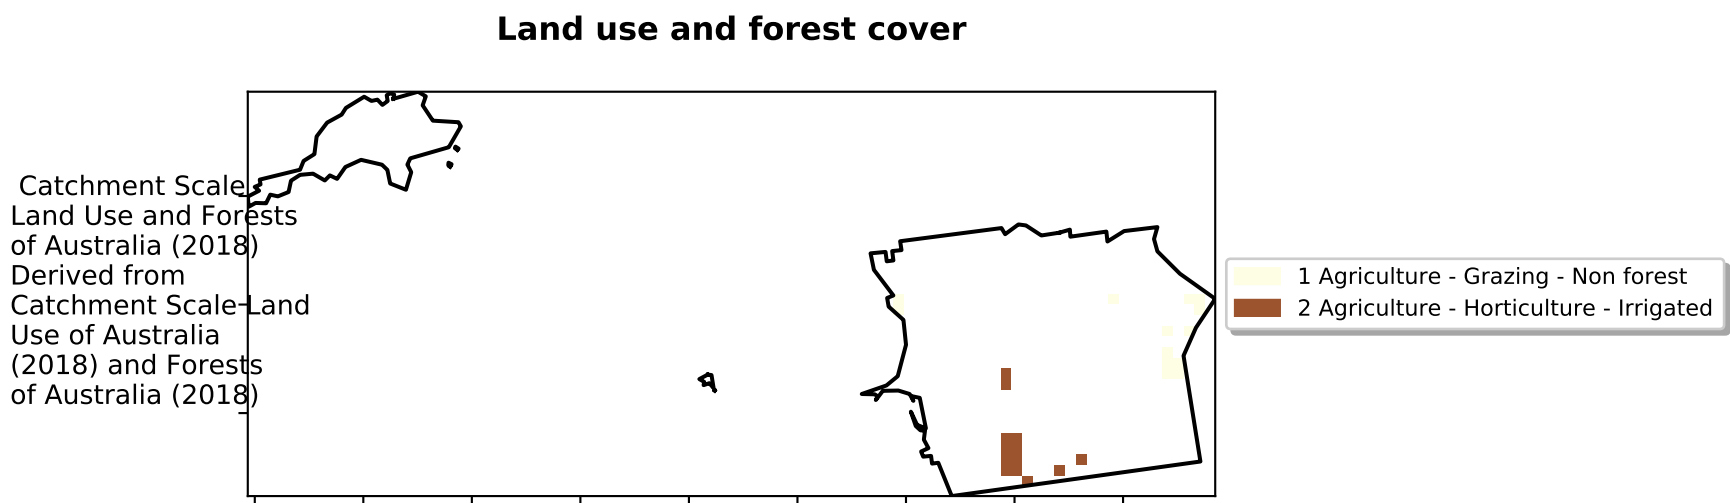 Land use and forest cover
Catchment Scale
Land Use and Forests
of Australia (2018)
Derived from
Catchment Scale Land
Use of Australia
(2018) and Forests
of Australia (2018)
1 Agriculture - Grazing - Non forest
2 Agriculture - Horticulture - Irrigated